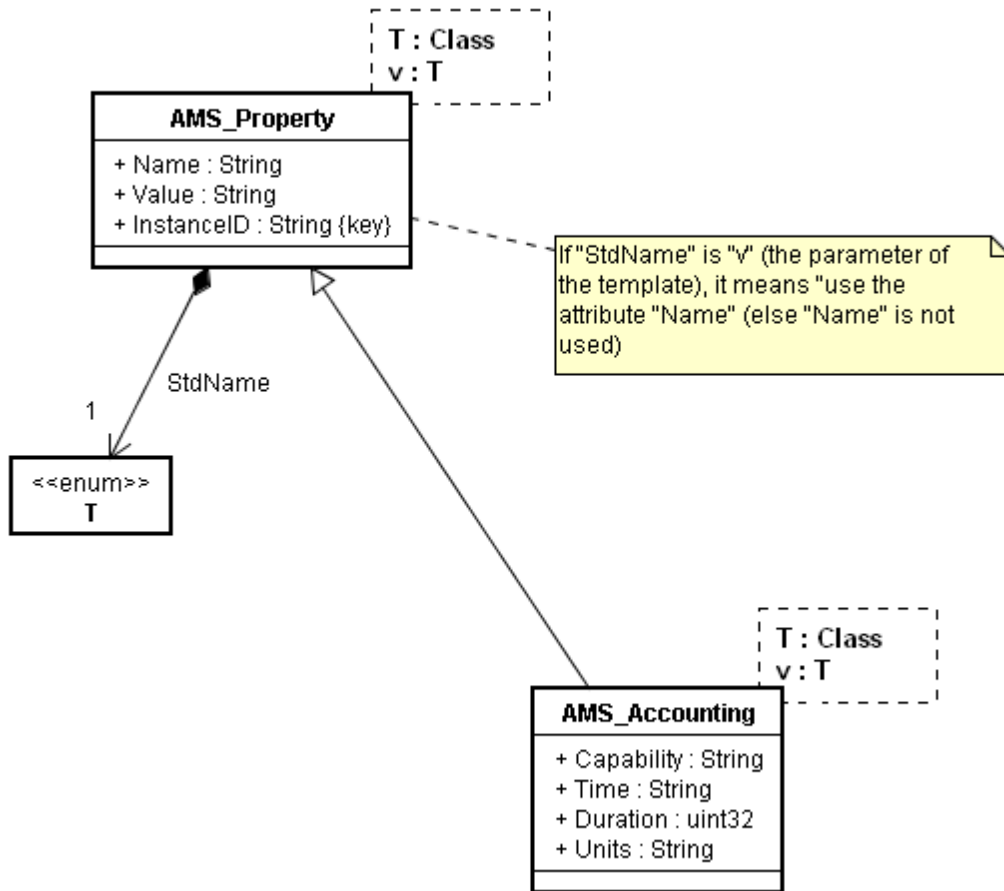 T : Class
v : T
AMS_Property
+ Name : String
+ Value : String
+ InstanceID : String {key}
If "StdName" is "v" (the parameter of
the template), it means "use the
attribute "Name" (else "Name" is not
used)
StdName
1
<<enum>>
T
T : Class
v : T
AMS_Accounting
+ Capability : String
+ Time : String
+ Duration : uint32
+ Units : String